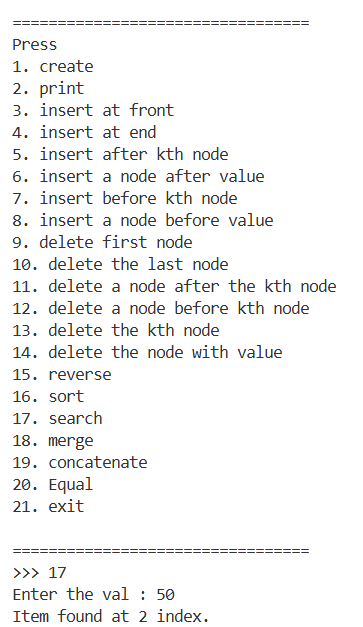 =================================
Press
1. create
2. print
3. insert at front
4. insert at end
5. insert after kth node
6. insert a node after value
7. insert before kth node
8. insert a node before value
9. delete first node
10. delete the last node
11. delete a node after the kth node
12. delete a node before kth node
13. delete the kth node
14. delete the node with value
15. reverse
16. sort
17. search
18. merge
19. concatenate
20. Equal
21. exit
=================================
>>> 17
Enter the val : 50
Item found at 2 index.